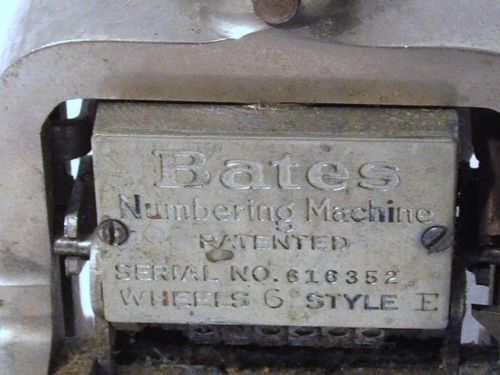 Bates
Numbering Machine
PATENTED
SERIAL NO. 616352
WHEELS 6 STYLE E